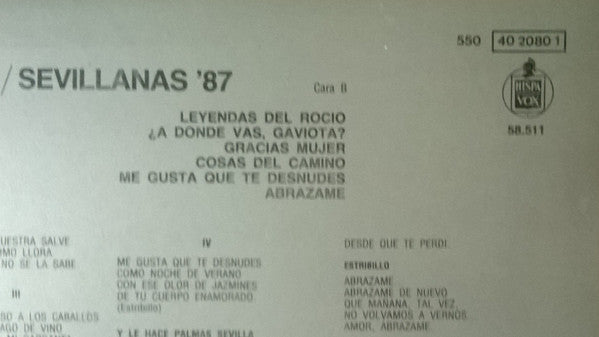 550 40 2080 1
/ SEVILLANAS '87
Cara B
HISPA
VOX
58.511
LEYENDAS DEL ROCIO
¿A DONDE VAS, GAVIOTA?
GRACIAS MUJER
COSAS DEL CAMINO
ME GUSTA QUE TE DESNUDES
ABRAZAME
UESTRA SALVE
OMO LLORA
NO SE LA SABE
III
SO A LOS CABALLOS
AGO DE VINO
IV
ME GUSTA QUE TE DESNUDES
COMO NOCHE DE VERANO
CON ESE OLOR DE JAZMINES
DE TU CUERPO ENAMORADO.
(Estribillo)
Y LE HACE PALMAS SEVILLA
DESDE QUE TE PERDI.
ESTRIBILLO
ABRAZAME
ABRAZAME DE NUEVO
QUE MAÑANA, TAL VEZ,
NO VOLVAMOS A VERNOS
AMOR, ABRAZAME.